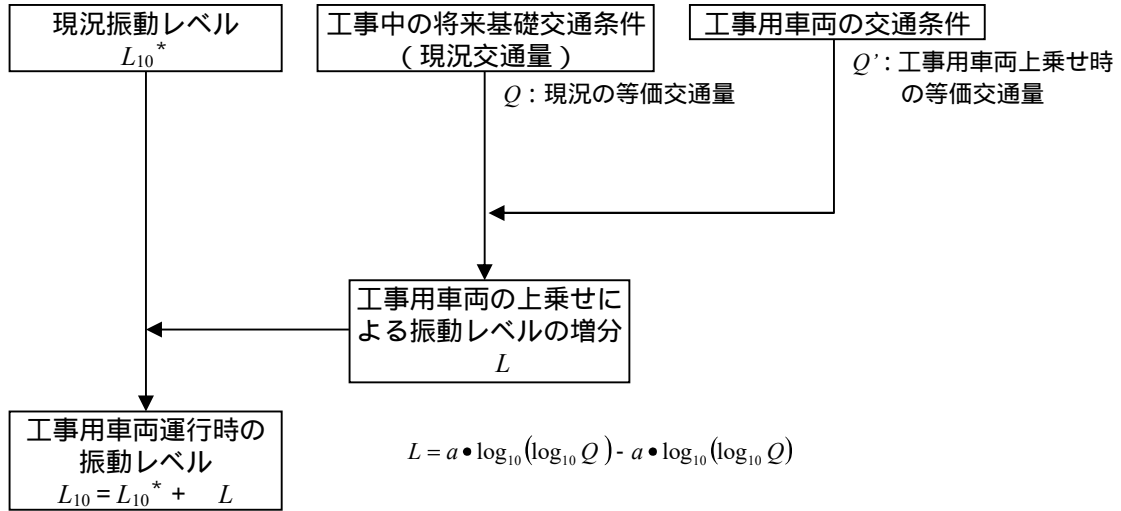 現況振動レベル
L10*
工事中の将来基礎交通条件
(現況交通量)
工事用車両の交通条件
Q:現況の等価交通量
Q':工事用車両上乗せ時
の等価交通量
工事用車両の上乗せに
よる振動レベルの増分
L
工事用車両運行時の
振動レベル
L10 = L10* + L
L = a•log10(log10 Q) - a•log10(log10 Q)